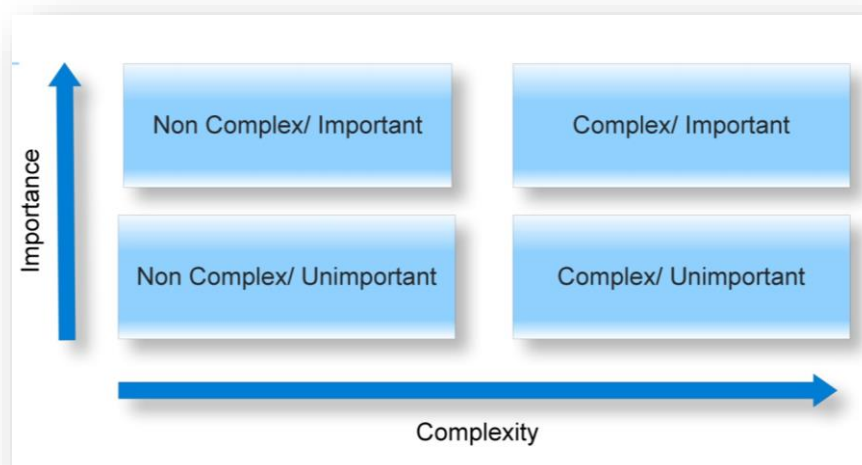 Non Complex/ Important
Complex/ Important
Importance
Non Complex/ Unimportant
Complex/ Unimportant
Complexity